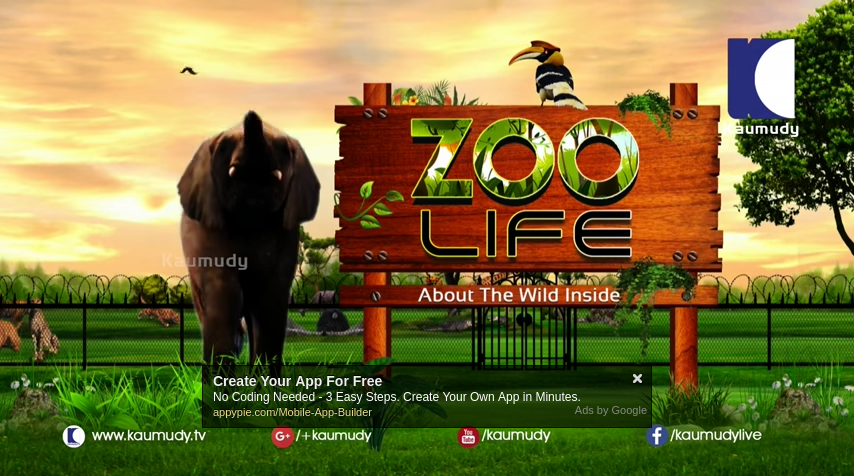 Kaumudy
ZOO
LIFE
Kaumudy
About The Wild Inside
Create Your App For Free
No Coding Needed - 3 Easy Steps. Create Your Own App in Minutes.
appypie.com/Mobile-App-Builder
Ads by Google
www.kaumudy.tv
G+ /+kaumudy
You Tube /kaumudy
f /kaumudylive